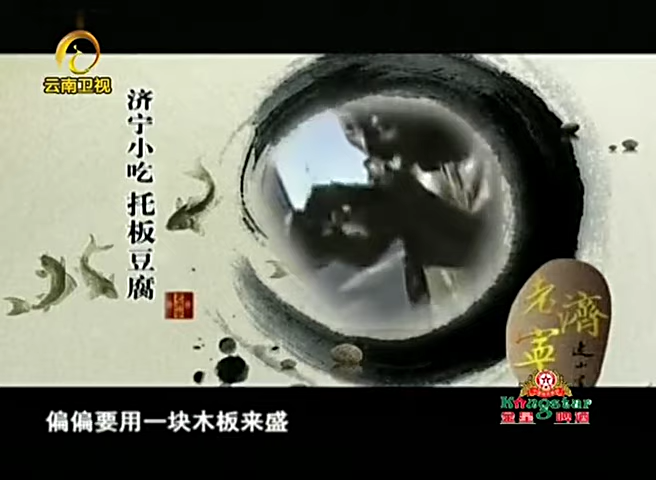 云南卫视
济宁小吃 托板豆腐
老济宁
Kingstar
偏偏要用一块木板来盛